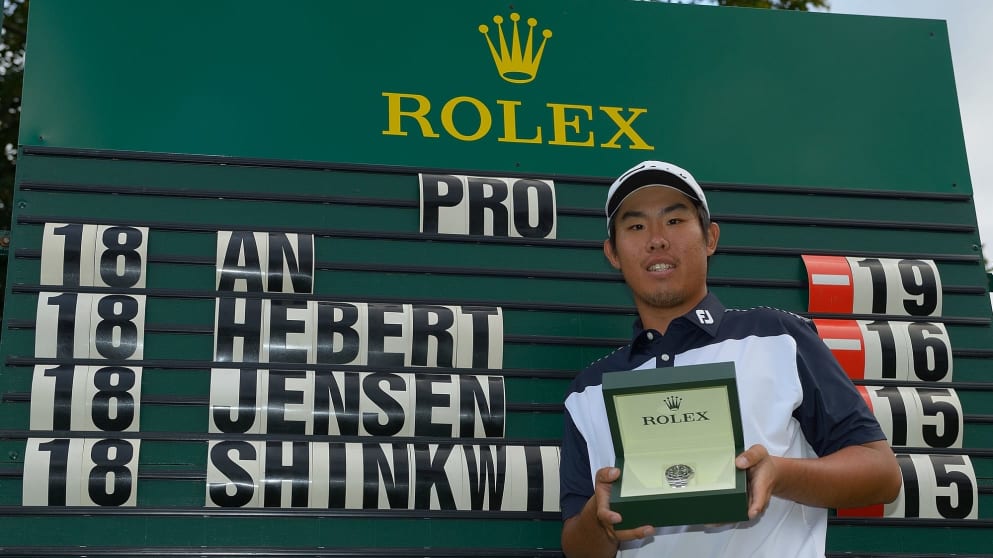 ROLEX
PRO
18 AN -19
18 HEBERT -16
18 JENSEN 15
18 SHINKWI 15
FJ
ROLEX